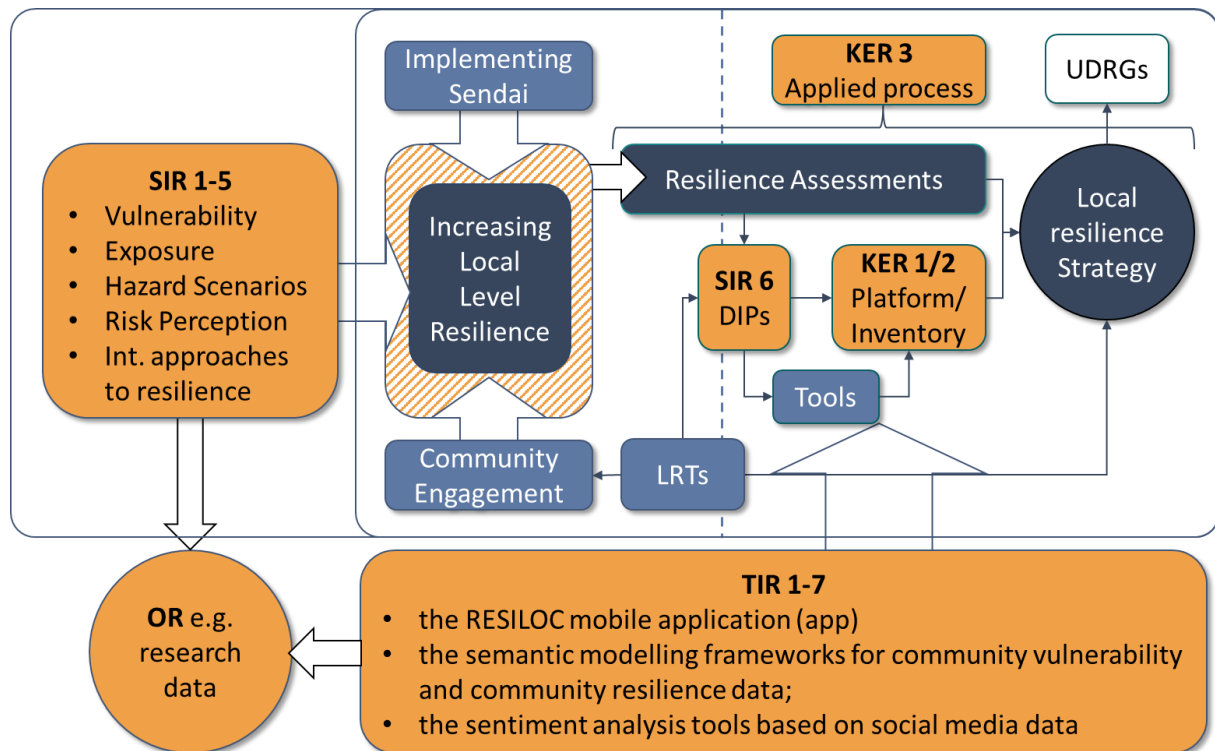 Implementing
Sendai
KER 3
Applied process
UDRGs
SIR 1-5
• Vulnerability
• Exposure
• Hazard Scenarios
• Risk Perception
• Int. approaches
to resilience
Increasing
Local
Level
Resilience
Resilience Assessments
Local
resilience
Strategy
SIR 6
DIPs
KER 1/2
Platform/
Inventory
Tools
Community
Engagement
LRTs
OR e.g.
research
data
TIR 1-7
• the RESILOC mobile application (app)
• the semantic modelling frameworks for community vulnerability
and community resilience data;
• the sentiment analysis tools based on social media data